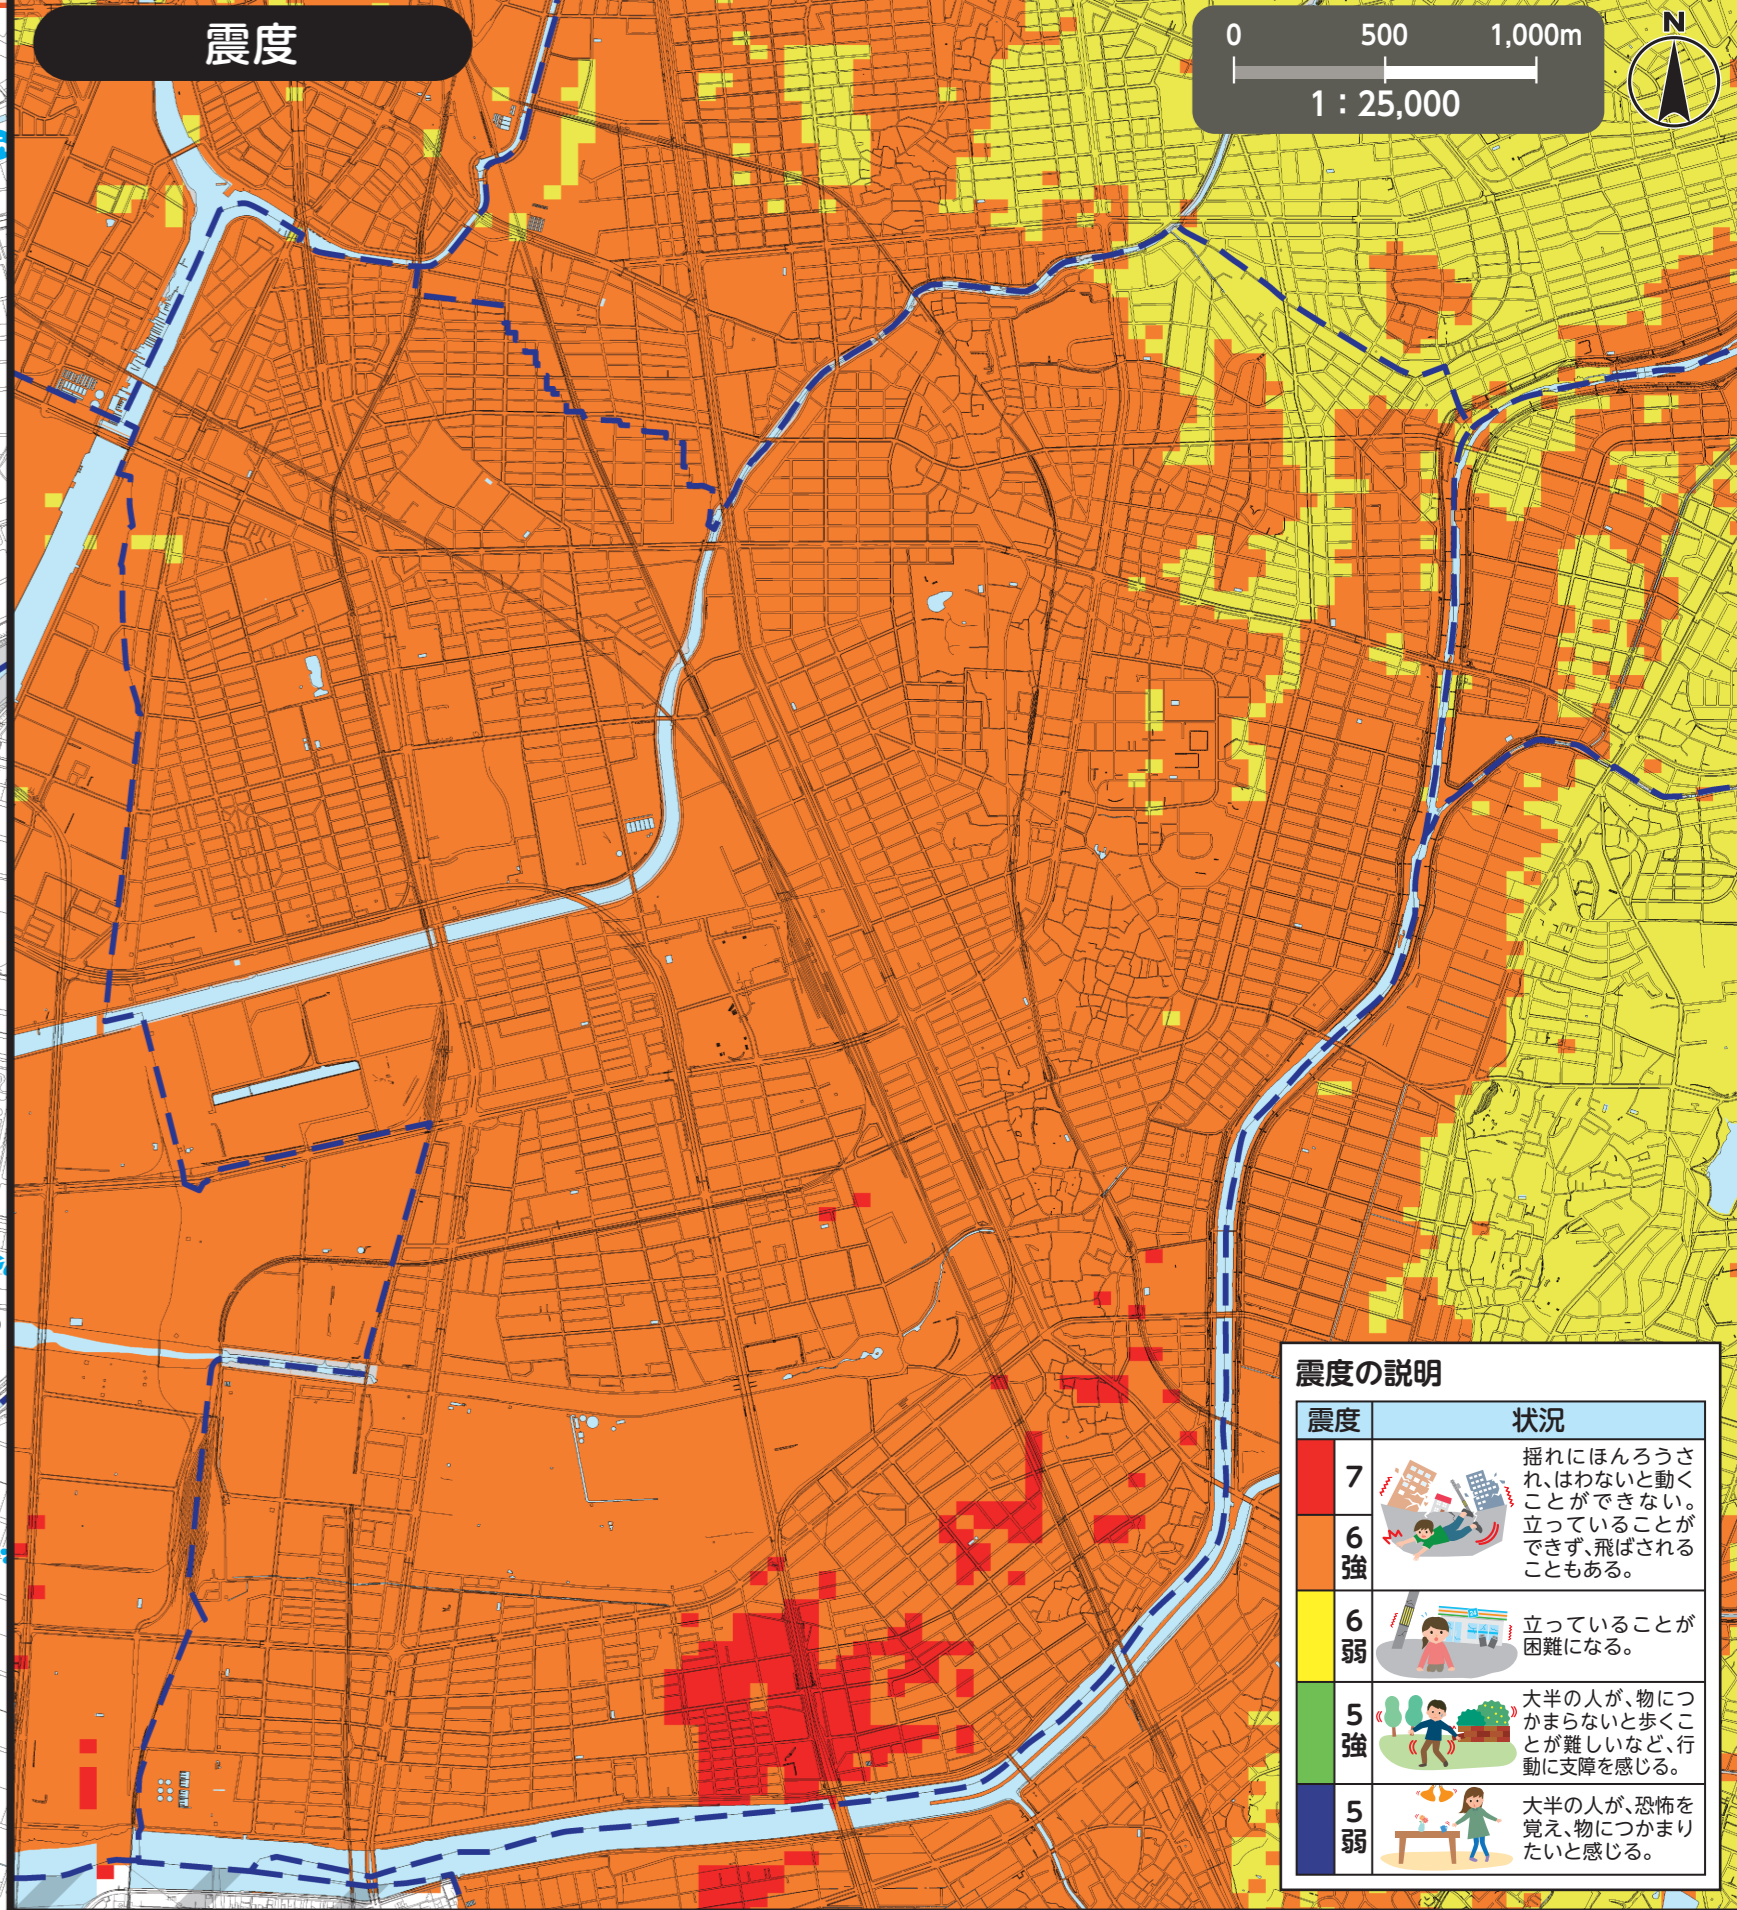 震度
0 500 1,000m
1：25,000
N
震度の説明
震度 状況
7
揺れにほんろうさ
れ、はわないと動く
ことができない。
立っていることが
できず、飛ばされる
こともある。
6
強
6
弱
立っていることが
困難になる。
5
強
大半の人が、物につ
かまらないと歩くこ
とが難しいなど、行
動に支障を感じる。
5
弱
大半の人が、恐怖を
覚え、物につかまり
たいと感じる。